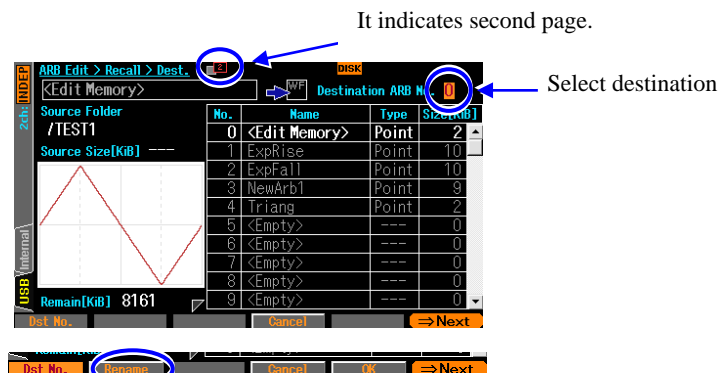 It indicates second page.
ARB Edit > Recall > Dest. 2 DISK
<Edit Memory> WF Destination ARB No. 0
Select destination
2ch: INDEP
Source Folder
/TEST1
Source Size[KiB] ---
No. Name Type Size[KiB]
0 <Edit Memory> Point 2
1 ExpRise Point 10
2 ExpFall Point 10
3 NewArb1 Point 9
4 Triang Point 2
5 <Empty> --- 0
6 <Empty> --- 0
7 <Empty> --- 0
8 <Empty> --- 0
9 <Empty> --- 0
Internal
USB
Remain[KiB] 8161
Dst No. Cancel ⇒Next
Dst No. Rename Cancel OK ⇒Next